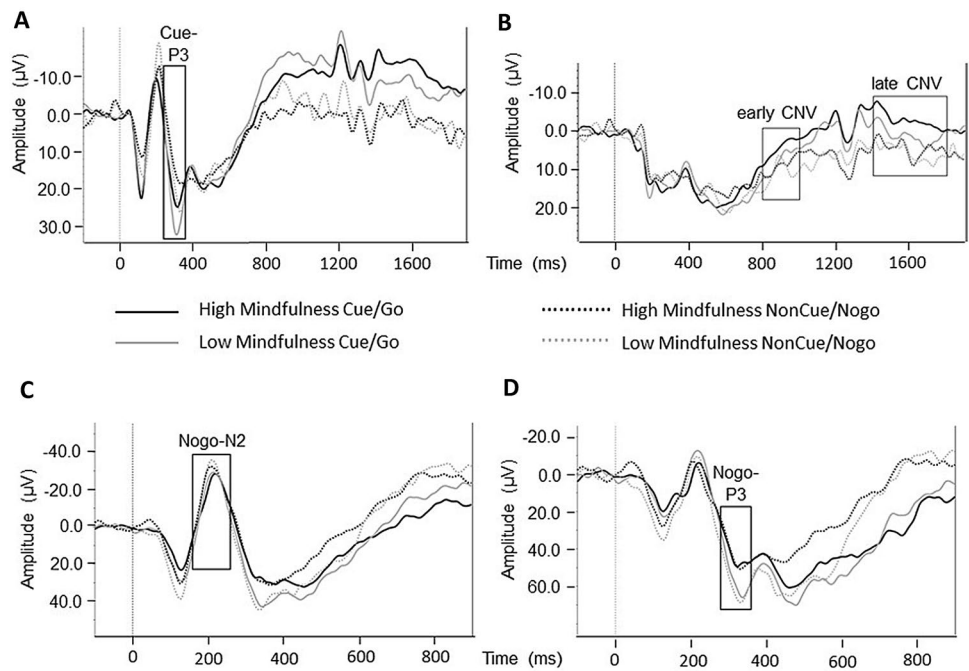 A
Cue-
P3
Amplitude (µV)
-10.0
0.0
10.0
20.0
30.0
0
400
800
1200
1600
B
early CNV
late CNV
Amplitude (µV)
-10.0
0.0
10.0
20.0
Time (ms)
0
400
800
1200
1600
High Mindfulness Cue/Go
Low Mindfulness Cue/Go
High Mindfulness NonCue/Nogo
Low Mindfulness NonCue/Nogo
C
Nogo-N2
Amplitude (µV)
-40.0
-20.0
0.0
20.0
40.0
0
200
400
600
800
D
Nogo-
P3
Amplitude (µV)
-20.0
0.0
20.0
40.0
60.0
Time (ms)
0
200
400
600
800